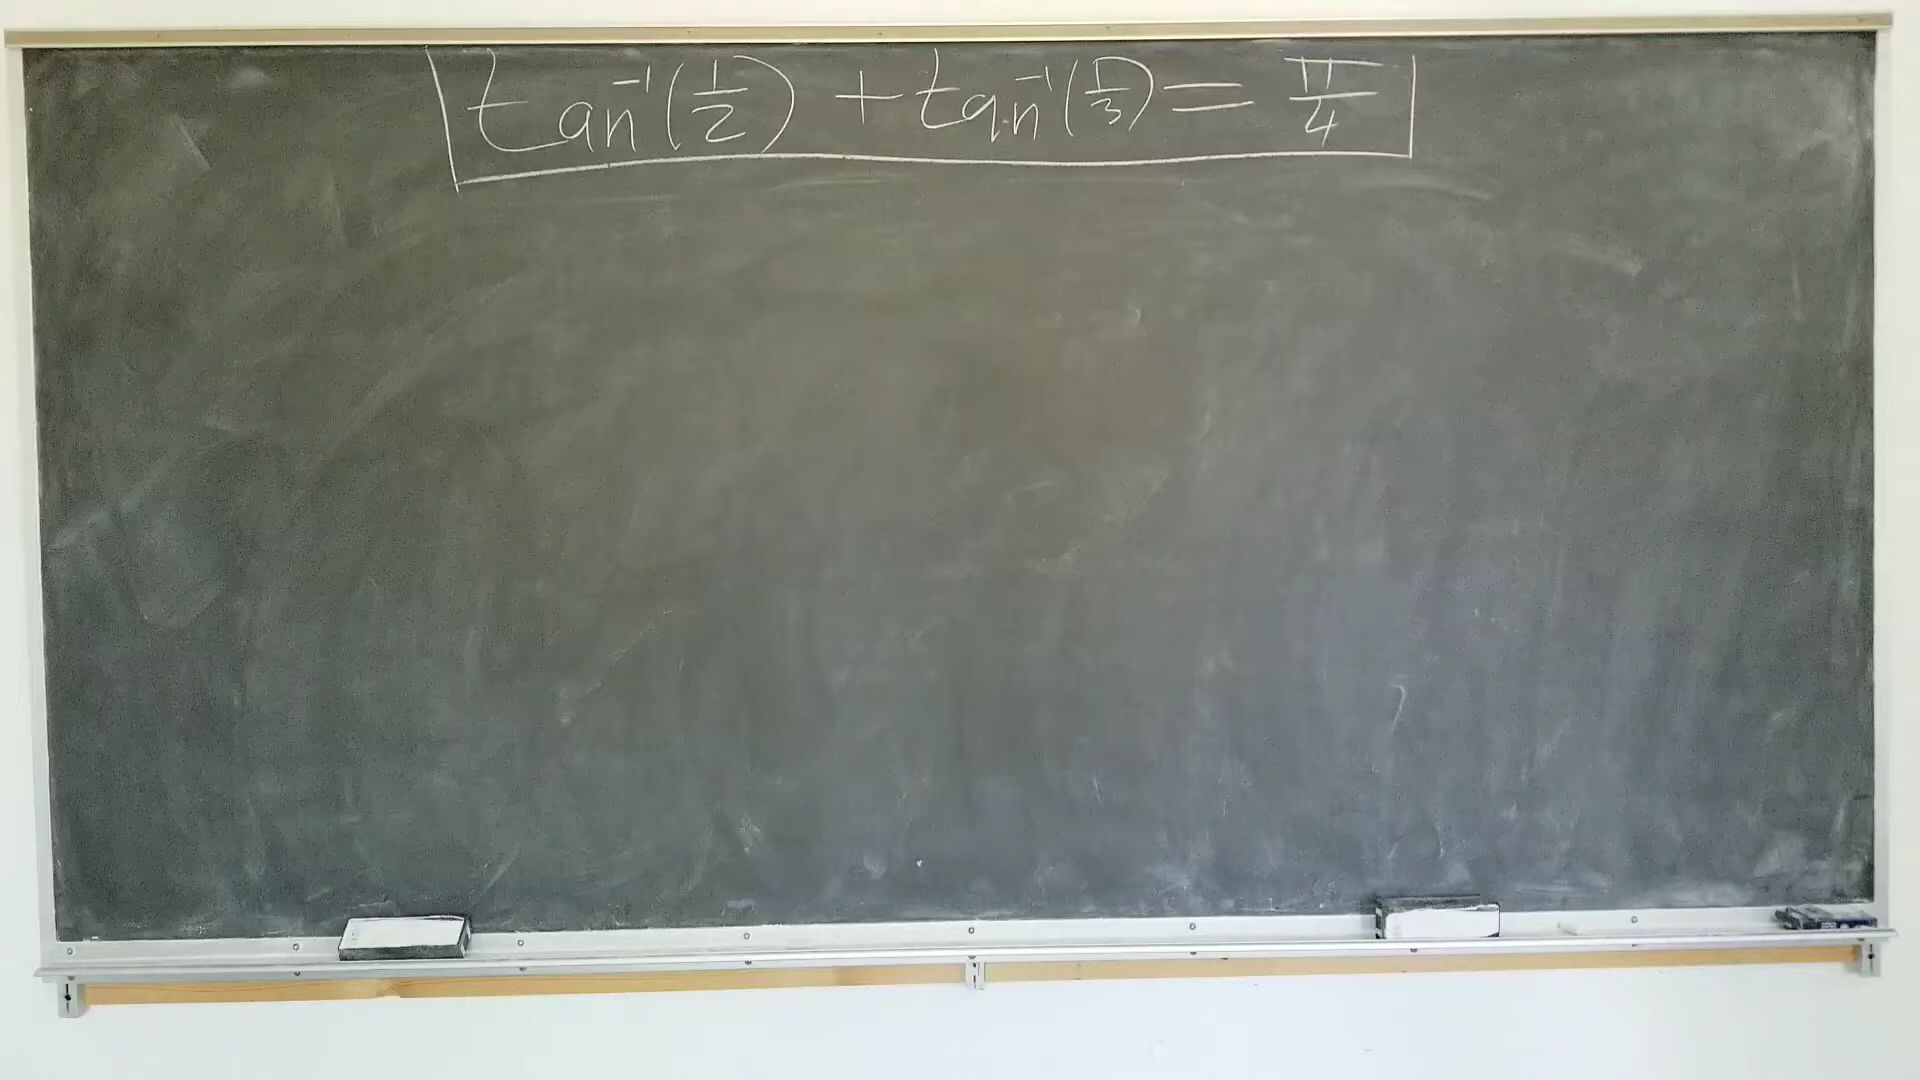 tan⁻¹(1/2) + tan⁻¹(1/3) = π/4